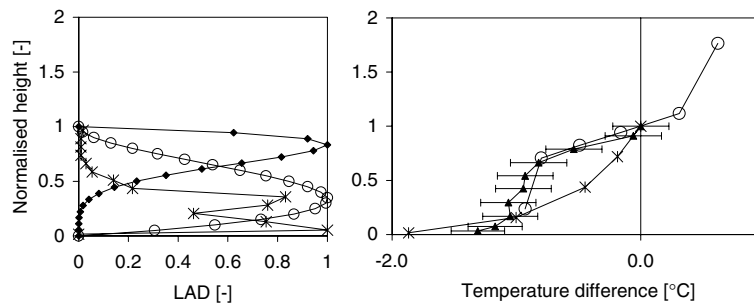 Normalised height [-]
2
1.5
1
0.5
0
0 0.2 0.4 0.6 0.8 1
LAD [-]
2
1.5
1
0.5
0
-2.0 0.0
Temperature difference [°C]